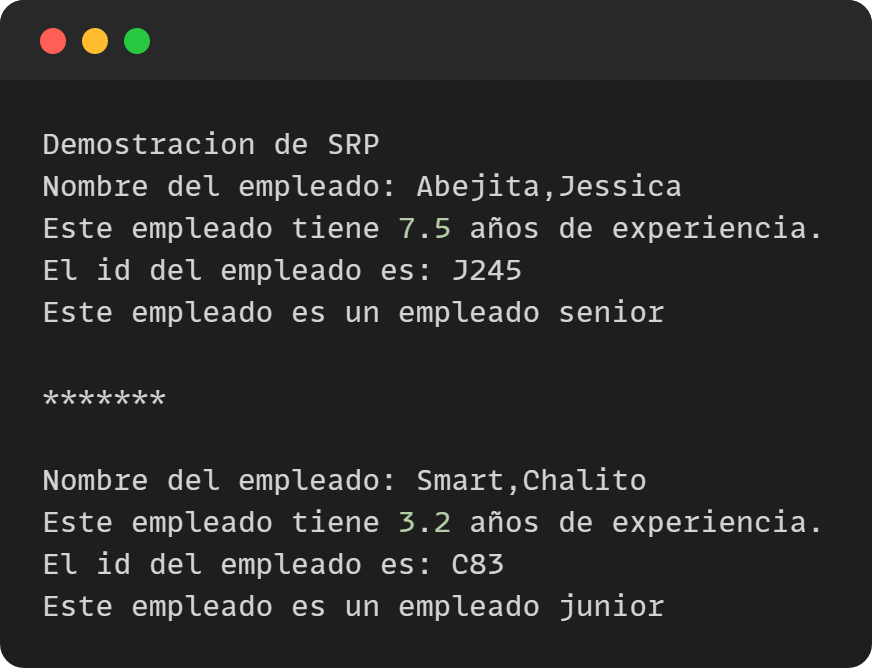 Demostracion de SRP
Nombre del empleado: Abejita,Jessica
Este empleado tiene 7.5 años de experiencia.
El id del empleado es: J245
Este empleado es un empleado senior
*******
Nombre del empleado: Smart,Chalito
Este empleado tiene 3.2 años de experiencia.
El id del empleado es: C83
Este empleado es un empleado junior